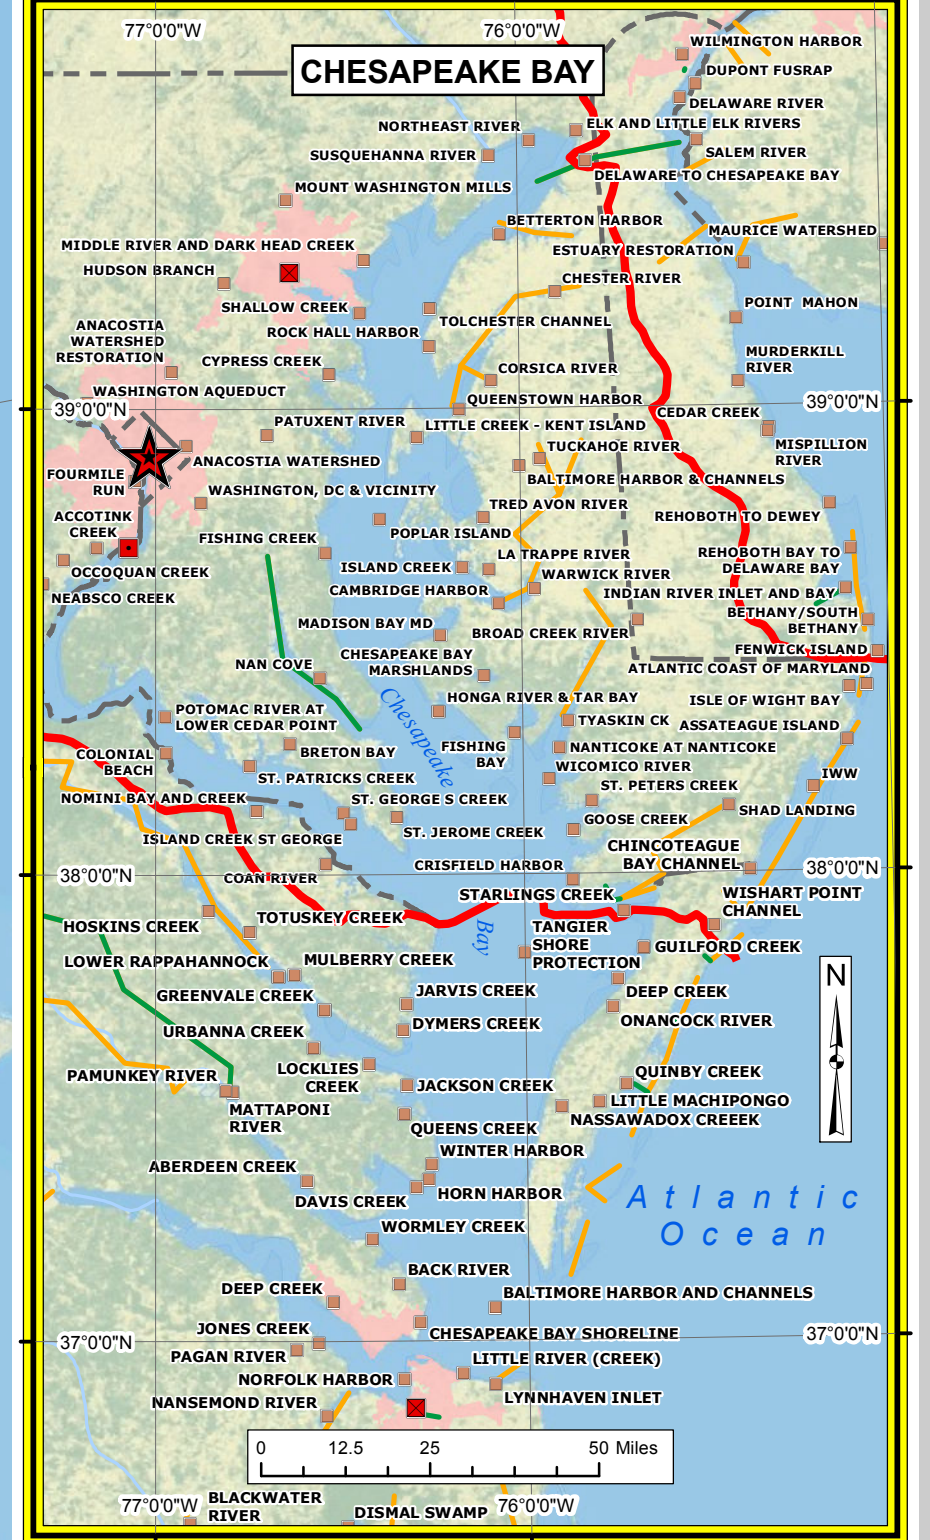 77°0'0"W
76°0'0"W
CHESAPEAKE BAY
WILMINGTON HARBOR
DUPONT FUSRAP
DELAWARE RIVER
ELK AND LITTLE ELK RIVERS
NORTHEAST RIVER
SUSQUEHANNA RIVER
SALEM RIVER
DELAWARE TO CHESAPEAKE BAY
MOUNT WASHINGTON MILLS
BETTERTON HARBOR
MAURICE WATERSHED
MIDDLE RIVER AND DARK HEAD CREEK
ESTUARY RESTORATION
HUDSON BRANCH
CHESTER RIVER
SHALLOW CREEK
POINT  MAHON
ROCK HALL HARBOR
TOLCHESTER CHANNEL
ANACOSTIA
WATERSHED
RESTORATION
CYPRESS CREEK
CORSICA RIVER
MURDERKILL
RIVER
WASHINGTON AQUEDUCT
39°0'0"N
QUEENSTOWN HARBOR
39°0'0"N
CEDAR CREEK
PATUXENT RIVER
LITTLE CREEK - KENT ISLAND
TUCKAHOE RIVER
MISPILLION
RIVER
ANACOSTIA WATERSHED
FOURMILE
RUN
BALTIMORE HARBOR & CHANNELS
WASHINGTON, DC & VICINITY
TRED AVON RIVER
REHOBOTH TO DEWEY
ACCOTINK
CREEK
FISHING CREEK
POPLAR ISLAND
LA TRAPPE RIVER
REHOBOTH BAY TO
DELAWARE BAY
OCCOQUAN CREEK
ISLAND CREEK
WARWICK RIVER
CAMBRIDGE HARBOR
INDIAN RIVER INLET AND BAY
NEABSCO CREEK
BETHANY/SOUTH
BETHANY
MADISON BAY MD
BROAD CREEK RIVER
FENWICK ISLAND
CHESAPEAKE BAY
MARSHLANDS
NAN COVE
ATLANTIC COAST OF MARYLAND
HONGA RIVER & TAR BAY
ISLE OF WIGHT BAY
POTOMAC RIVER AT
LOWER CEDAR POINT
Chesapeake
TYASKIN CK
ASSATEAGUE ISLAND
BRETON BAY
FISHING
BAY
NANTICOKE AT NANTICOKE
COLONIAL
BEACH
WICOMICO RIVER
IWW
ST. PATRICKS CREEK
ST. PETERS CREEK
NOMINI BAY AND CREEK
ST. GEORGE S CREEK
SHAD LANDING
GOOSE CREEK
ST. JEROME CREEK
ISLAND CREEK ST GEORGE
CHINCOTEAGUE
BAY CHANNEL
CRISFIELD HARBOR
38°0'0"N
38°0'0"N
COAN RIVER
STARLINGS CREEK
WISHART POINT
CHANNEL
TOTUSKEY CREEK
HOSKINS CREEK
Bay
TANGIER
SHORE
PROTECTION
GUILFORD CREEK
LOWER RAPPAHANNOCK
MULBERRY CREEK
N
GREENVALE CREEK
JARVIS CREEK
DEEP CREEK
URBANNA CREEK
DYMERS CREEK
ONANCOCK RIVER
PAMUNKEY RIVER
LOCKLIES
CREEK
QUINBY CREEK
JACKSON CREEK
LITTLE MACHIPONGO
MATTAPONI
RIVER
QUEENS CREEK
NASSAWADOX CREEEK
WINTER HARBOR
ABERDEEN CREEK
DAVIS CREEK
HORN HARBOR
Atlantic
Ocean
WORMLEY CREEK
BACK RIVER
DEEP CREEK
BALTIMORE HARBOR AND CHANNELS
JONES CREEK
CHESAPEAKE BAY SHORELINE
37°0'0"N
37°0'0"N
PAGAN RIVER
LITTLE RIVER (CREEK)
NORFOLK HARBOR
NANSEMOND RIVER
LYNNHAVEN INLET
0 12.5 25 50 Miles
77°0'0"W
76°0'0"W
BLACKWATER
RIVER
DISMAL SWAMP